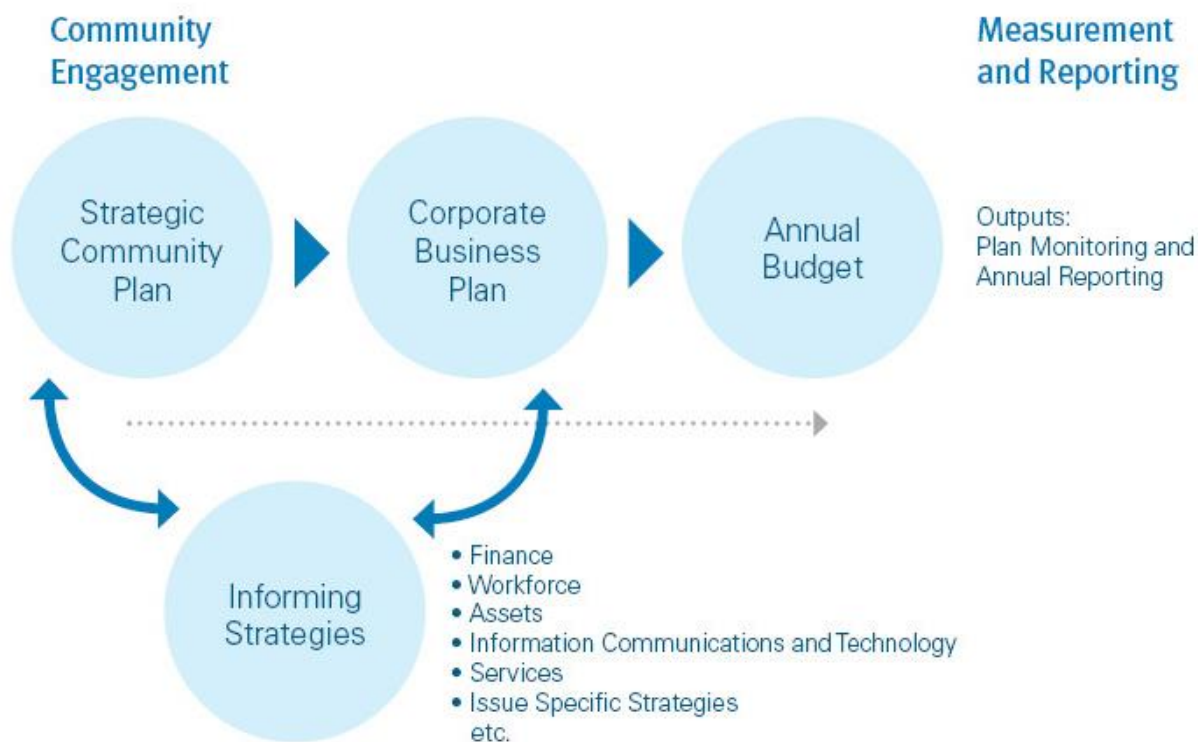 Community
Engagement
Measurement
and Reporting
Strategic
Community
Plan
Corporate
Business
Plan
Annual
Budget
Outputs:
Plan Monitoring and
Annual Reporting
Informing
Strategies
• Finance
• Workforce
• Assets
• Information Communications and Technology
• Services
• Issue Specific Strategies
etc.